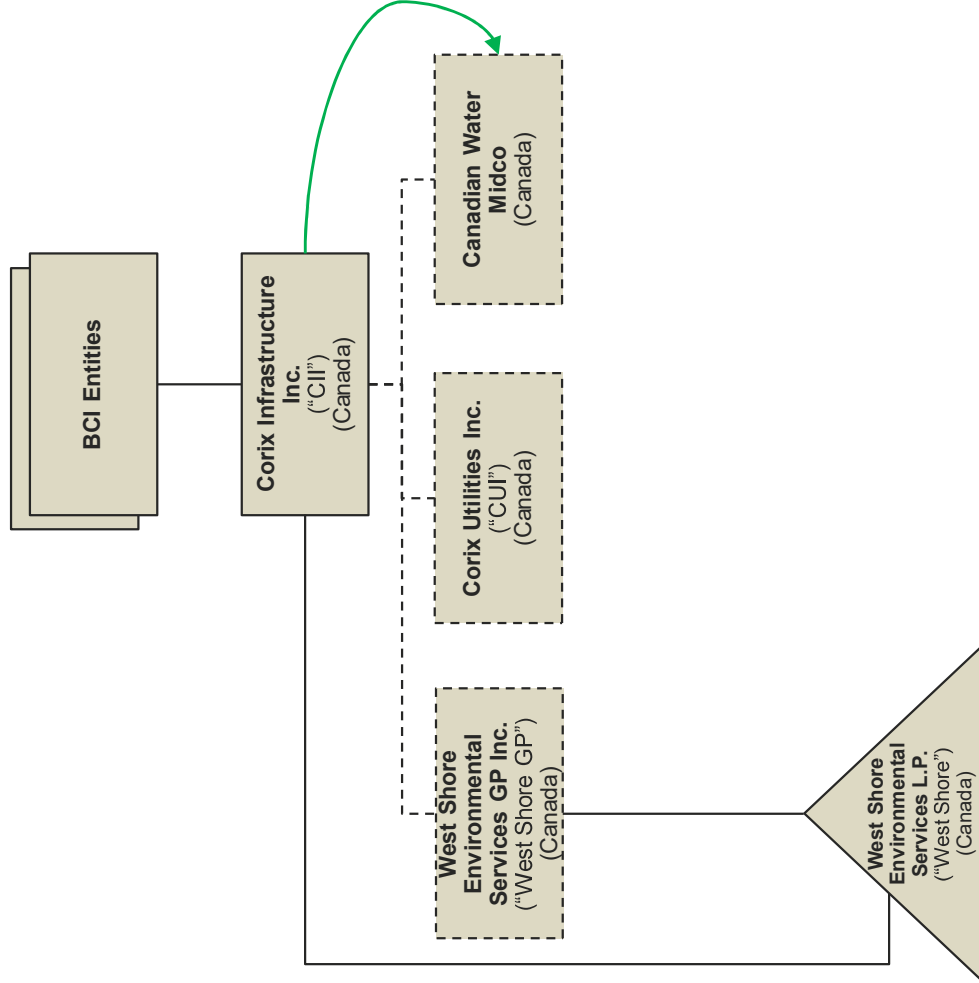 BCI Entities
Corix Infrastructure
Inc.
(“CII”)
(Canada)
West Shore
Environmental
Services GP Inc.
(“West Shore GP”)
(Canada)
Corix Utilities Inc.
(“CUI”)
(Canada)
Canadian Water
Midco
(Canada)
West Shore
Environmental
Services L.P.
(“West Shore”)
(Canada)